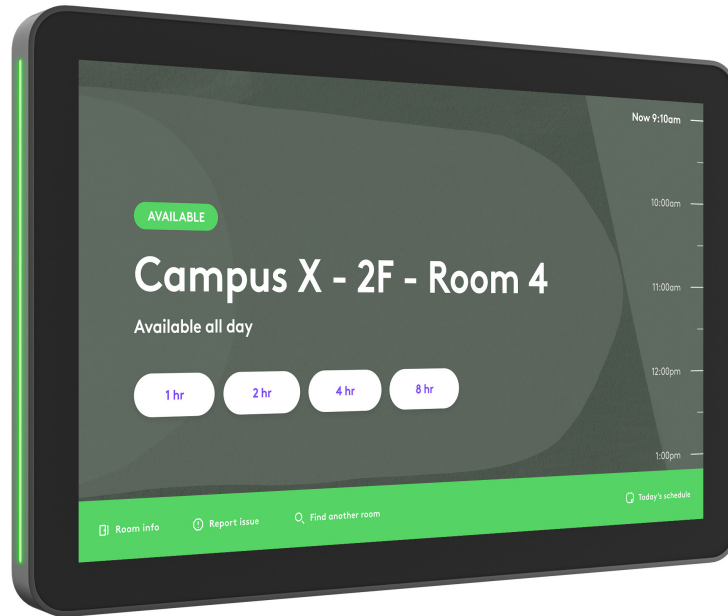 Now 9:10am
10:00am
11:00am
12:00pm
1:00pm
AVAILABLE
Campus X - 2F - Room 4
Available all day
1 hr 2 hr 4 hr 8 hr
Room info Report issue Find another room Today's schedule